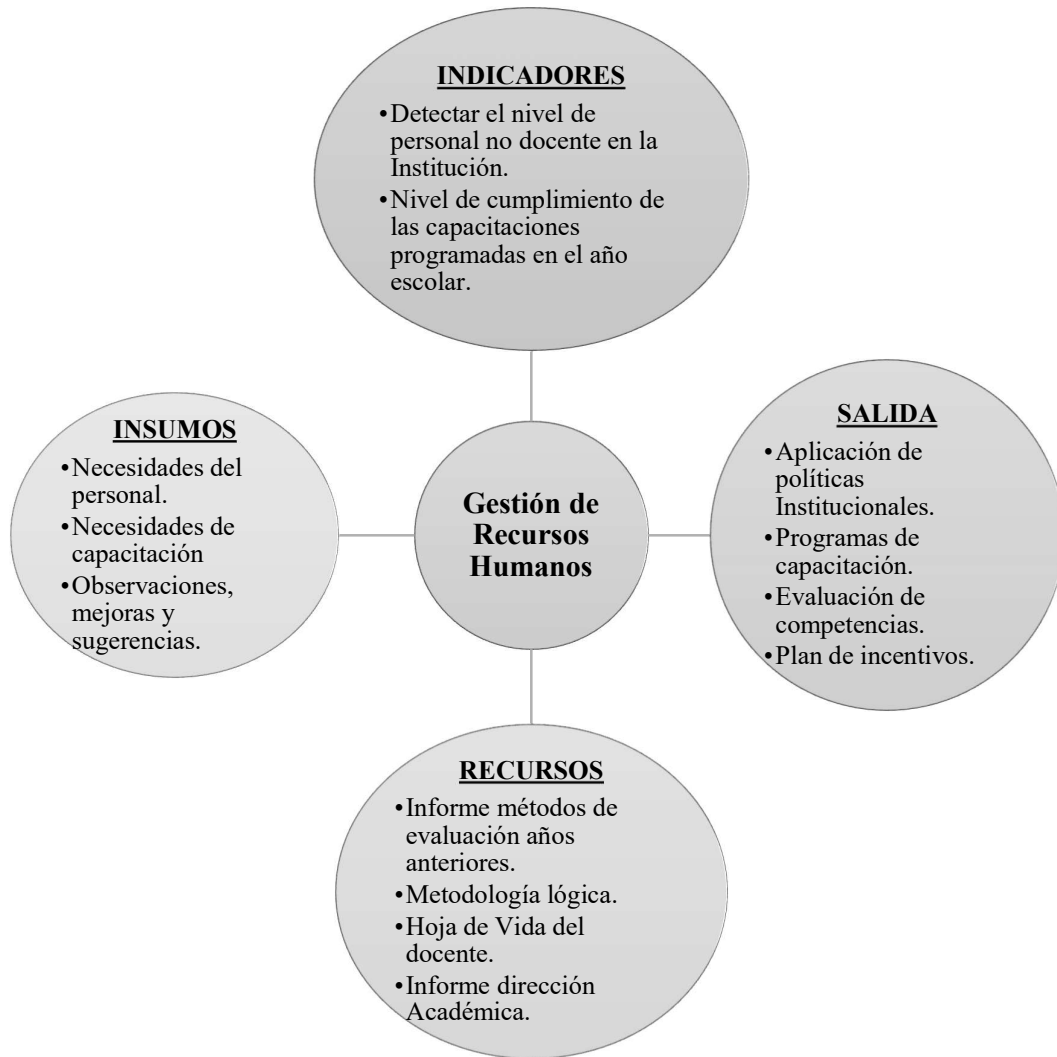 INDICADORES
•Detectar el nivel de
personal no docente en la
Institución.
•Nivel de cumplimiento de
las capacitaciones
programadas en el año
escolar.
INSUMOS
•Necesidades del
personal.
•Necesidades de
capacitación
•Observaciones,
mejoras y
sugerencias.
Gestión de
Recursos
Humanos
SALIDA
•Aplicación de
políticas
Institucionales.
•Programas de
capacitación.
•Evaluación de
competencias.
•Plan de incentivos.
RECURSOS
•Informe métodos de
evaluación años
anteriores.
•Metodología lógica.
•Hoja de Vida del
docente.
•Informe dirección
Académica.